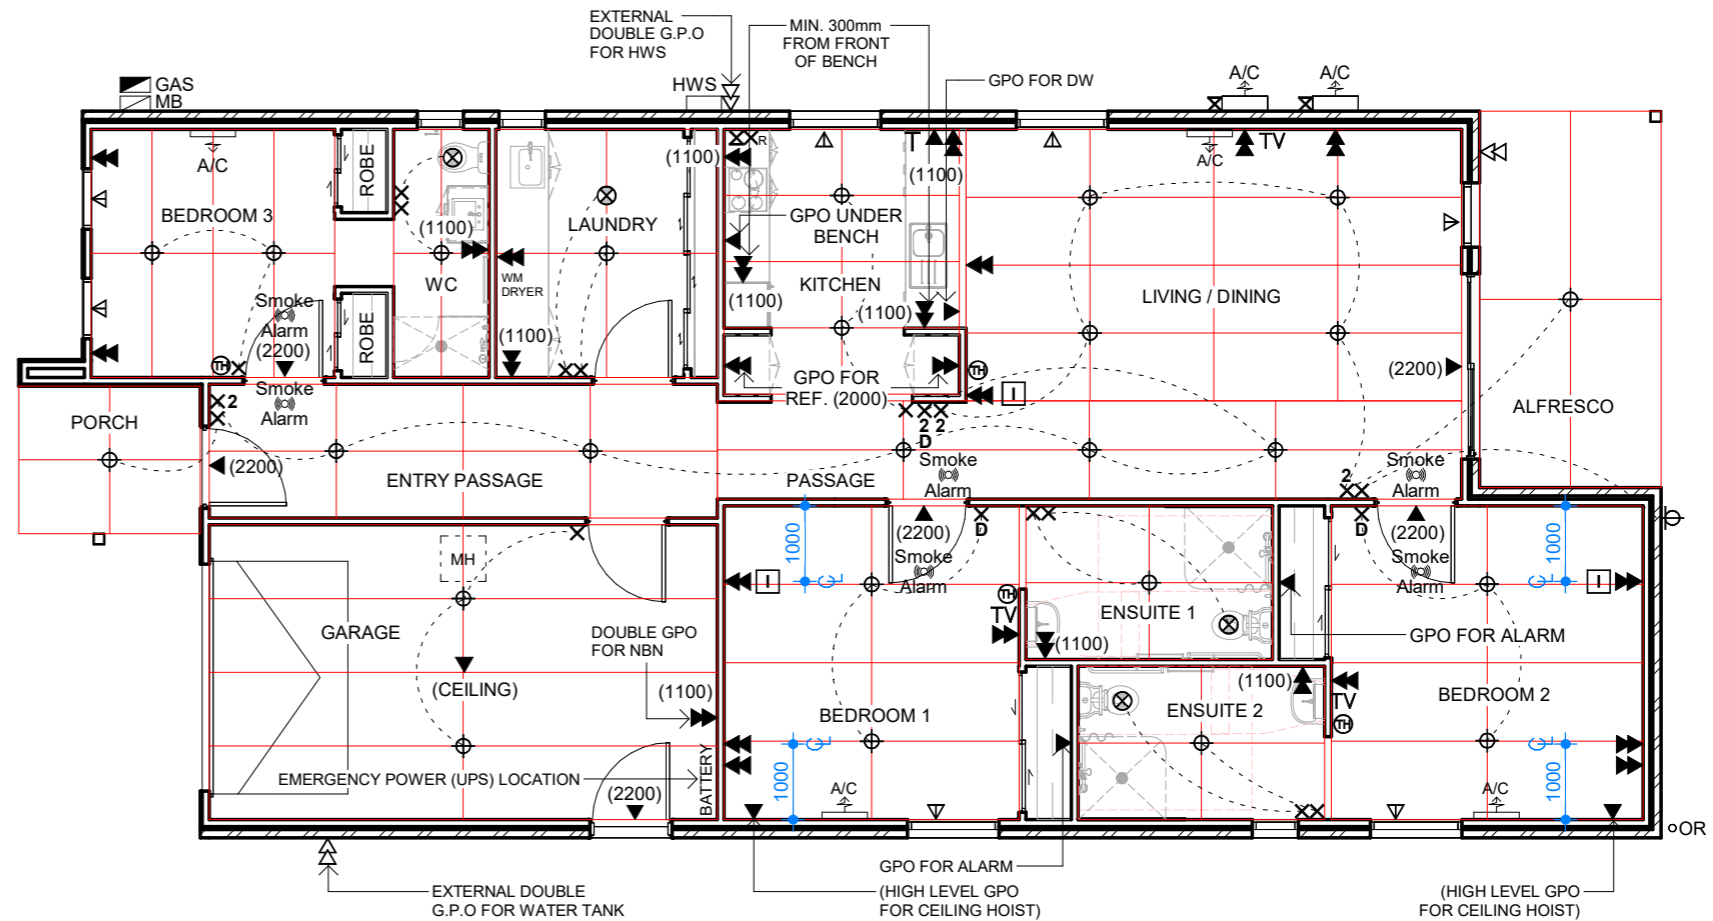 EXTERNAL
DOUBLE G.P.O
FOR HWS
MIN. 300mm
FROM FRONT
OF BENCH
GPO FOR DW
GAS
MB
HWS
A/C
A/C
A/C
ROBE
BEDROOM 3
(1100)
WC
Smoke
Alarm
(2200)
TH
ROBE
(1100)
LAUNDRY
WM
DRYER
(1100)
R
T
(1100)
GPO UNDER
BENCH
KITCHEN
(1100)
(1100)
GPO FOR
REF. (2000)
A/C
TV
LIVING / DINING
TH
I
(2200)
ALFRESCO
PORCH
2
Smoke
Alarm
(2200)
ENTRY PASSAGE
PASSAGE
2
D
2
Smoke
Alarm
2
Smoke
Alarm
MH
GARAGE
(CEILING)
DOUBLE GPO
FOR NBN
(1100)
EMERGENCY POWER (UPS) LOCATION
BATTERY
(2200)
1000
CL
I
(2200)
Smoke
Alarm
D
TH
TV
BEDROOM 1
1000
CL
A/C
ENSUITE 1
(1100)
ENSUITE 2
(1100)
D
(2200)
Smoke
Alarm
1000
CL
I
GPO FOR ALARM
BEDROOM 2
TV
TH
A/C
1000
CL
OR
EXTERNAL DOUBLE
G.P.O FOR WATER TANK
GPO FOR ALARM
(HIGH LEVEL GPO
FOR CEILING HOIST)
(HIGH LEVEL GPO
FOR CEILING HOIST)